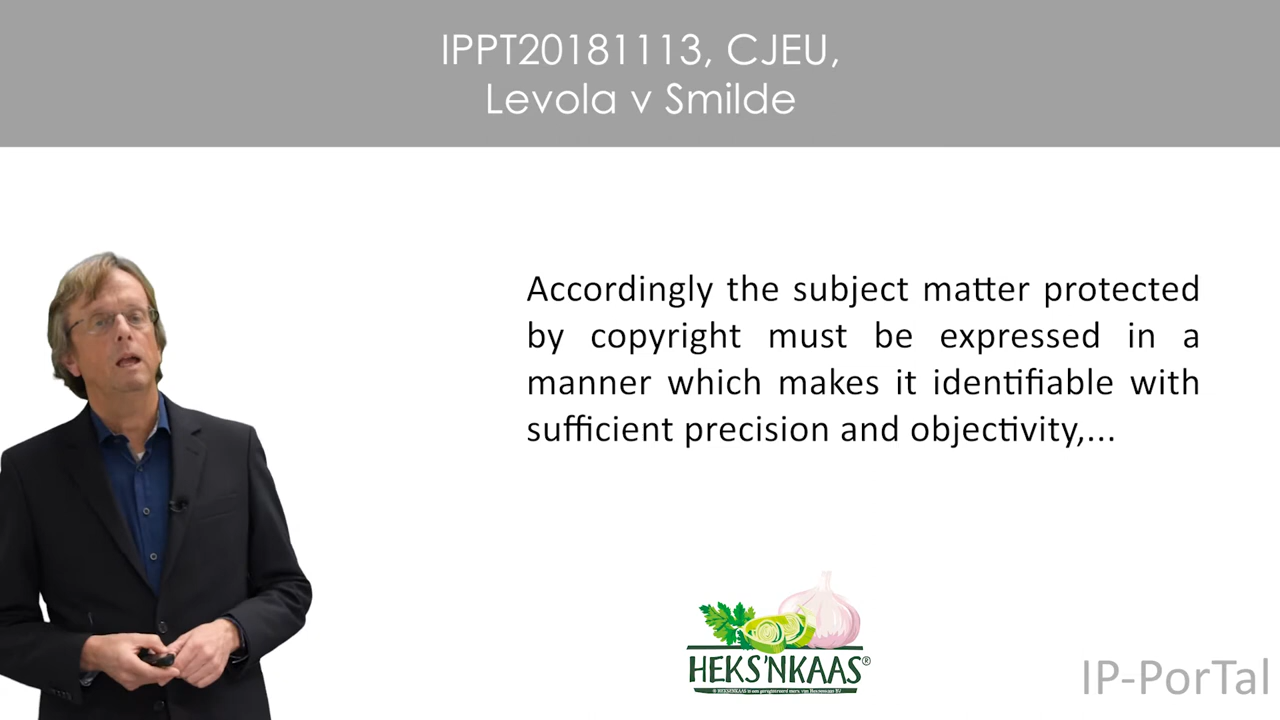 IPPT20181113, CJEU,
Levola v Smilde
Accordingly the subject matter protected
by copyright must be expressed in a
manner which makes it identifiable with
sufficient precision and objectivity,...
HEKS'NKAAS®
IP-PorTal